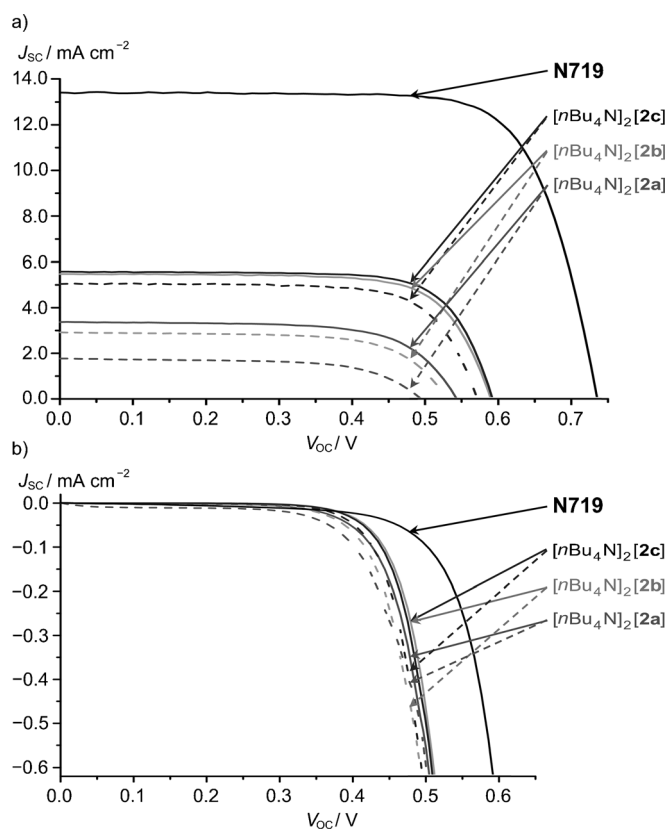 a)
J_SC / mA cm⁻²
14.0
12.0
10.0
8.0
6.0
4.0
2.0
0.0
0.0 0.1 0.2 0.3 0.4 0.5 0.6 0.7
V_OC / V
N719
[nBu₄N]₂[2c]
[nBu₄N]₂[2b]
[nBu₄N]₂[2a]
b)
J_SC / mA cm⁻²
0.0
−0.1
−0.2
−0.3
−0.4
−0.5
−0.6
0.0 0.1 0.2 0.3 0.4 0.5 0.6
V_OC / V
N719
[nBu₄N]₂[2c]
[nBu₄N]₂[2b]
[nBu₄N]₂[2a]